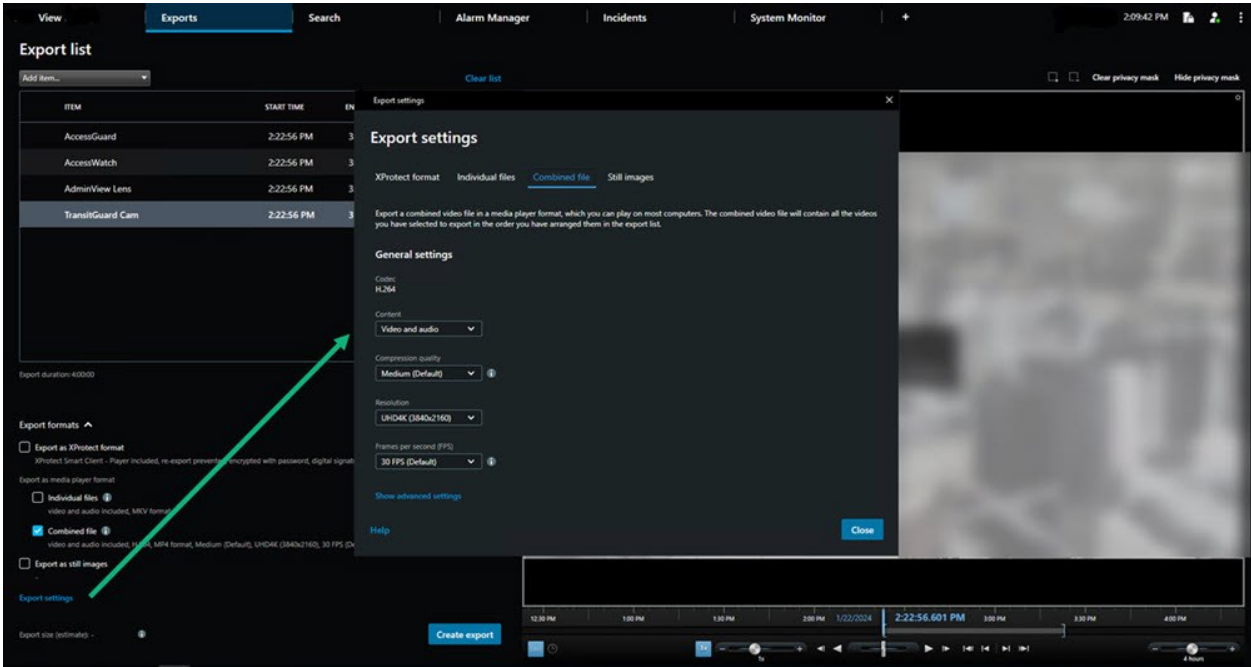 View
Exports
Search
Alarm Manager
Incidents
System Monitor
+
2:09:42 PM
Export list
Add item...
Clear list
Clear privacy mask
Hide privacy mask
ITEM START TIME EN
AccessGuard 2:22:56 PM 3
AccessWatch 2:22:56 PM 3
AdminView Lens 2:22:56 PM 3
TransitGuard Cam 2:22:56 PM 3
Export duration: 4:00:00
Export formats
Export as XProtect format
XProtect Smart Client - Player included, re-export prevented, encrypted with password, digital signat
Export as media player format
Individual files
video and audio included, MKV format
Combined file
video and audio included, H.264, MP4 format, Medium (Default), UHD4K (3840x2160), 30 FPS (De
Export as still images
-
Export settings
Export size (estimate): -
Create export
Export settings
Export settings
XProtect format Individual files Combined file Still images
Export a combined video file in a media player format, which you can play on most computers. The combined video file will contain all the videos
you have selected to export in the order you have arranged them in the export list.
General settings
Codec
H.264
Content
Video and audio
Compression quality
Medium (Default)
Resolution
UHD4K (3840x2160)
Frames per second (FPS)
30 FPS (Default)
Show advanced settings
Help
Close
12:30 PM 1:00 PM 1:30 PM 2:00 PM 1/22/2024 2:22:56.601 PM 3:00 PM 3:30 PM 4:00 PM
1x
4 hours